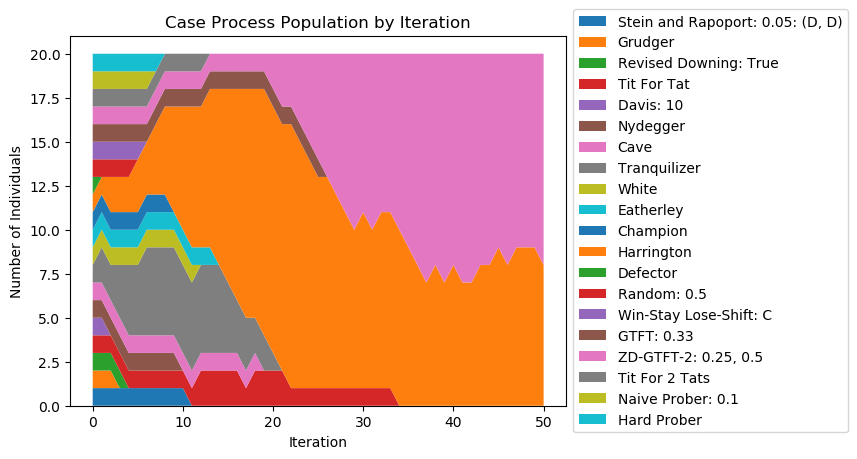 Case Process Population by Iteration
Number of Individuals
20.0
17.5
15.0
12.5
10.0
7.5
5.0
2.5
0.0
0 10 20 30 40 50
Iteration
Stein and Rapoport: 0.05: (D, D)
Grudger
Revised Downing: True
Tit For Tat
Davis: 10
Nydegger
Cave
Tranquilizer
White
Eatherley
Champion
Harrington
Defector
Random: 0.5
Win-Stay Lose-Shift: C
GTFT: 0.33
ZD-GTFT-2: 0.25, 0.5
Tit For 2 Tats
Naive Prober: 0.1
Hard Prober